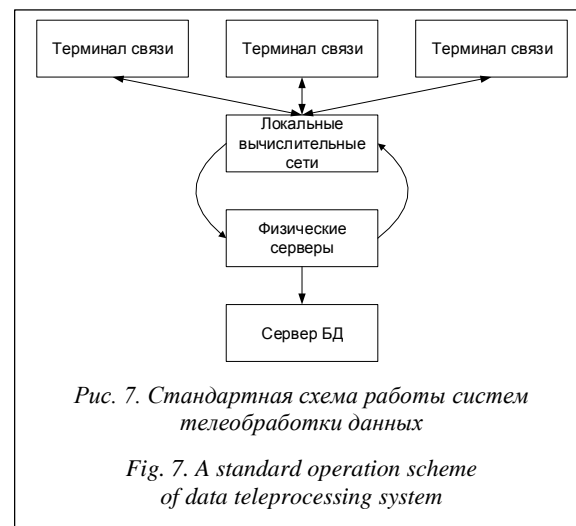 Терминал связи
Терминал связи
Терминал связи
Локальные
вычислительные
сети
Физические
серверы
Сервер БД
Рис. 7. Стандартная схема работы систем
телеобработки данных
Fig. 7. A standard operation scheme
of data teleprocessing system